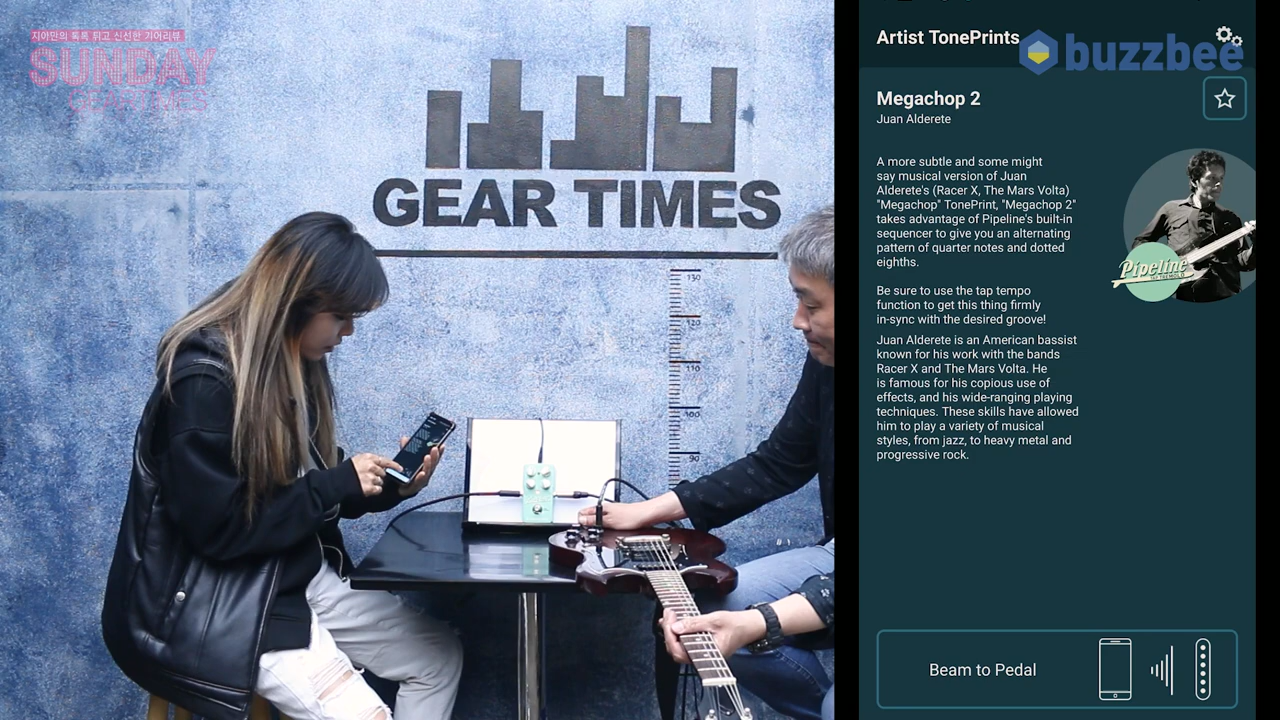 지야만의 톡톡 튀고 신선한 기어리뷰
SUNDAY
GEARTIMES
GEAR TIMES
130
120
110
100
90
Artist TonePrints
buzzbee
Megachop 2
Juan Alderete
A more subtle and some might
say musical version of Juan
Alderete's (Racer X, The Mars Volta)
"Megachop" TonePrint, "Megachop 2"
takes advantage of Pipeline's built-in
sequencer to give you an alternating
pattern of quarter notes and dotted
eighths.
Be sure to use the tap tempo
function to get this thing firmly
in-sync with the desired groove!
Juan Alderete is an American bassist
known for his work with the bands
Racer X and The Mars Volta. He
is famous for his copious use of
effects, and his wide-ranging playing
techniques. These skills have allowed
him to play a variety of musical
styles, from jazz, to heavy metal and
progressive rock.
Pipeline
Beam to Pedal